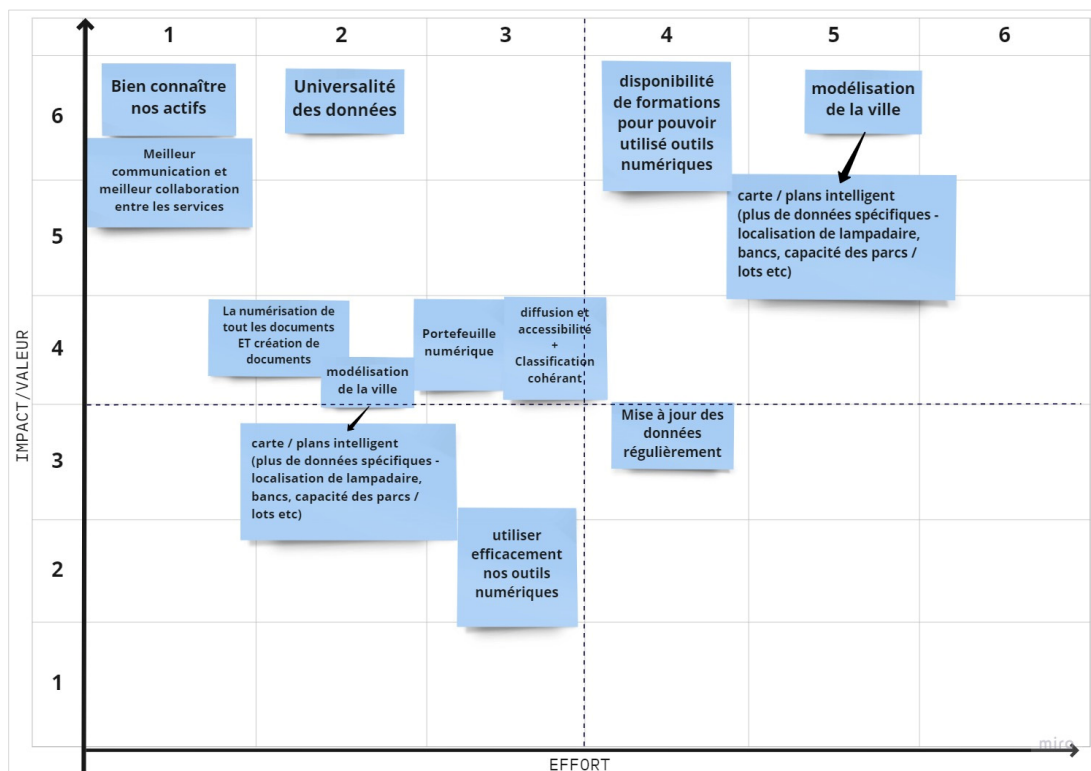 1
2
3
4
5
6
6
5
4
3
2
1
IMPACT/VALEUR
EFFORT
Bien connaître
nos actifs
Meilleur
communication et
meilleur collaboration
entre les services
Universalité
des données
disponibilité
de formations
pour pouvoir
utilisé outils
numériques
modélisation
de la ville
carte / plans intelligent
(plus de données spécifiques -
localisation de lampadaire,
bancs, capacité des parcs /
lots etc)
La numérisation de
tout les documents
ET création de
documents
modélisation
de la ville
Portefeuille
numérique
diffusion et
accessibilité
+
Classification
cohérant
Mise à jour des
données
régulièrement
carte / plans intelligent
(plus de données spécifiques -
localisation de lampadaire,
bancs, capacité des parcs /
lots etc)
utiliser
efficacement
nos outils
numériques
miro